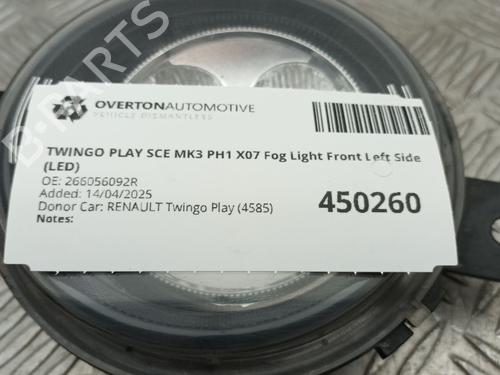 OVERTONAUTOMOTIVE
VEHICLE DISMANTLERS
TWINGO PLAY SCE MK3 PH1 X07 Fog Light Front Left Side
(LED)
OE: 266056092R
Added: 14/04/2025
Donor Car: RENAULT Twingo Play (4585)
Notes:
450260
B-PARTS